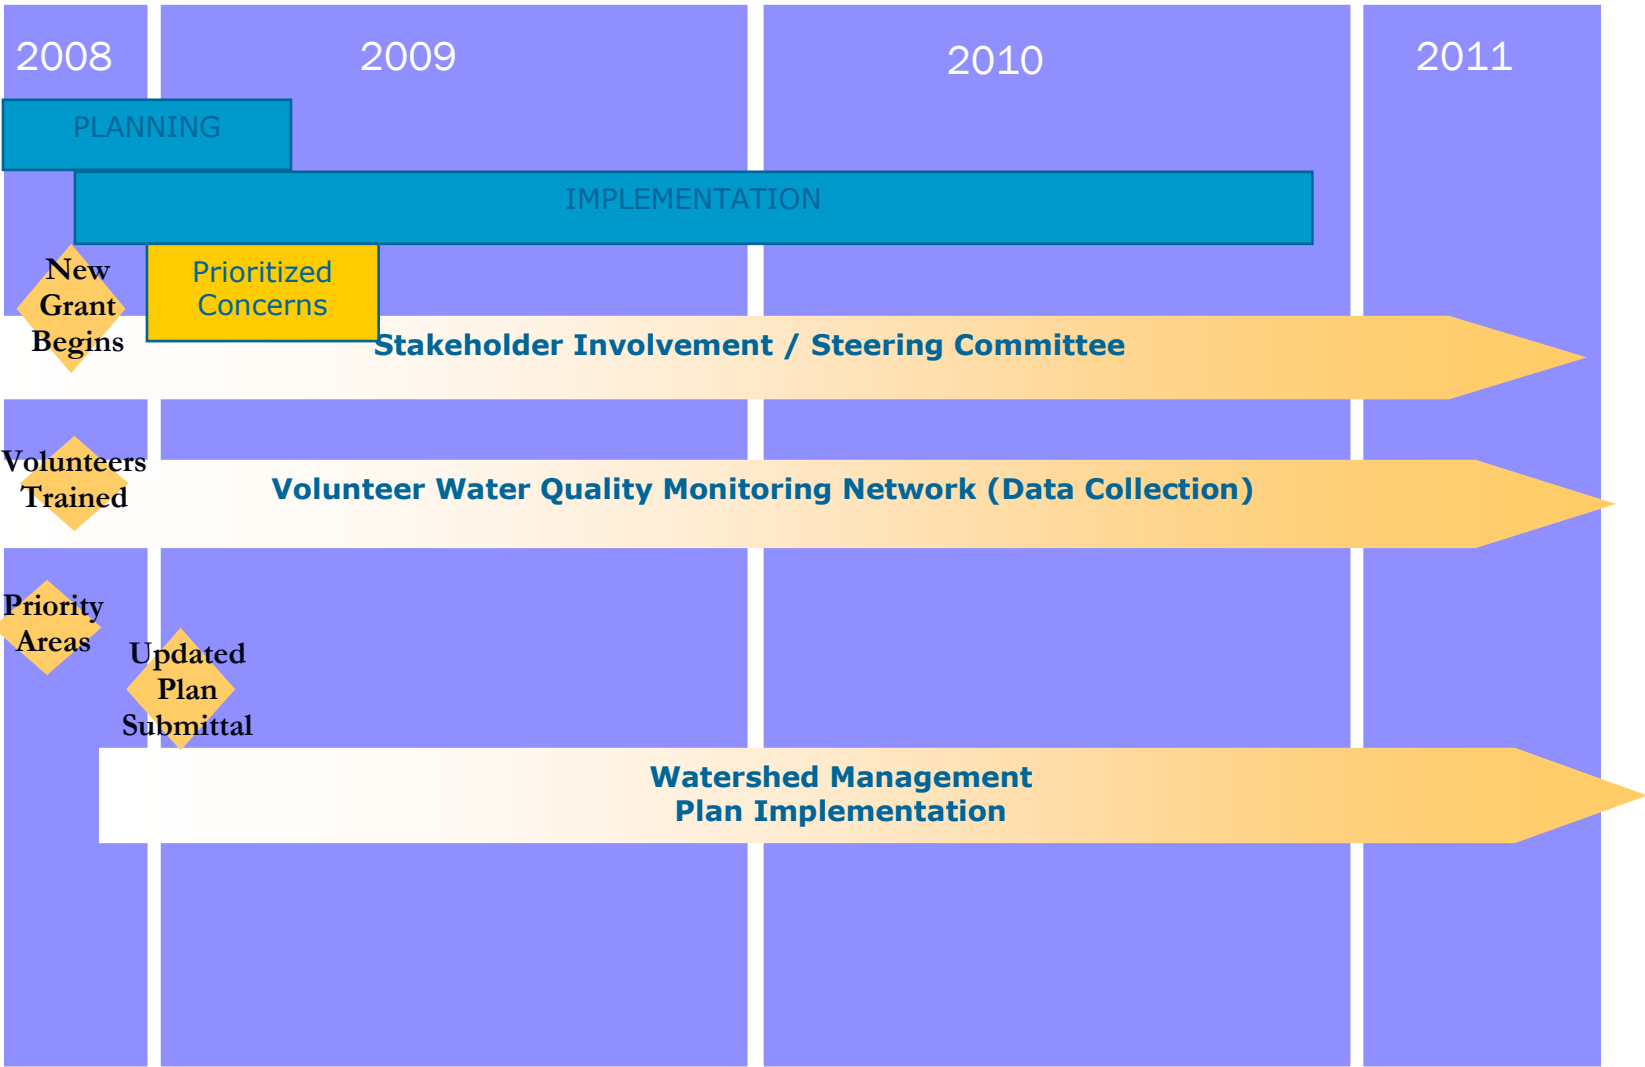 2008
2009
2010
2011
PLANNING
IMPLEMENTATION
New
Grant
Begins
Prioritized
Concerns
Stakeholder Involvement / Steering Committee
Volunteers
Trained
Volunteer Water Quality Monitoring Network (Data Collection)
Priority
Areas
Updated
Plan
Submittal
Watershed Management
Plan Implementation